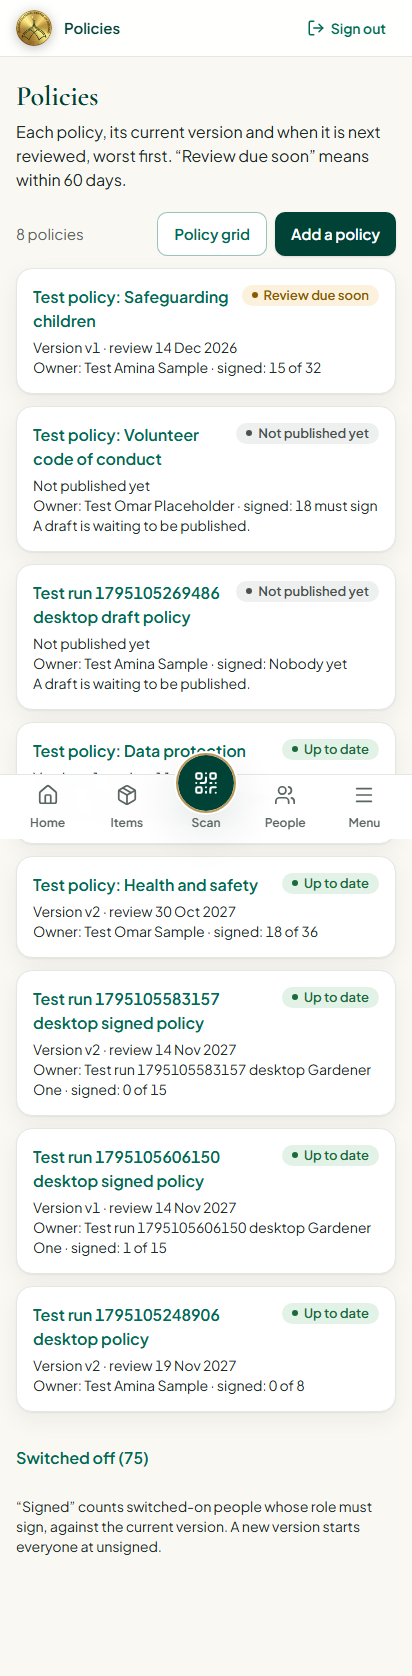 Policies
Sign out
Policies
Each policy, its current version and when it is next
reviewed, worst first. “Review due soon” means
within 60 days.
8 policies
Policy grid
Add a policy
Test policy: Safeguarding
children
Review due soon
Version v1 · review 14 Dec 2026
Owner: Test Amina Sample · signed: 15 of 32
Test policy: Volunteer
code of conduct
Not published yet
Not published yet
Owner: Test Omar Placeholder · signed: 18 must sign
A draft is waiting to be published.
Test run 1795105269486
desktop draft policy
Not published yet
Not published yet
Owner: Test Amina Sample · signed: Nobody yet
A draft is waiting to be published.
Test policy: Data protection
Up to date
Home
Items
Scan
People
Menu
Test policy: Health and safety
Up to date
Version v2 · review 30 Oct 2027
Owner: Test Omar Sample · signed: 18 of 36
Test run 1795105583157
desktop signed policy
Up to date
Version v2 · review 14 Nov 2027
Owner: Test run 1795105583157 desktop Gardener
One · signed: 0 of 15
Test run 1795105606150
desktop signed policy
Up to date
Version v1 · review 14 Nov 2027
Owner: Test run 1795105606150 desktop Gardener
One · signed: 1 of 15
Test run 1795105248906
desktop policy
Up to date
Version v2 · review 19 Nov 2027
Owner: Test Amina Sample · signed: 0 of 8
Switched off (75)
“Signed” counts switched-on people whose role must
sign, against the current version. A new version starts
everyone at unsigned.